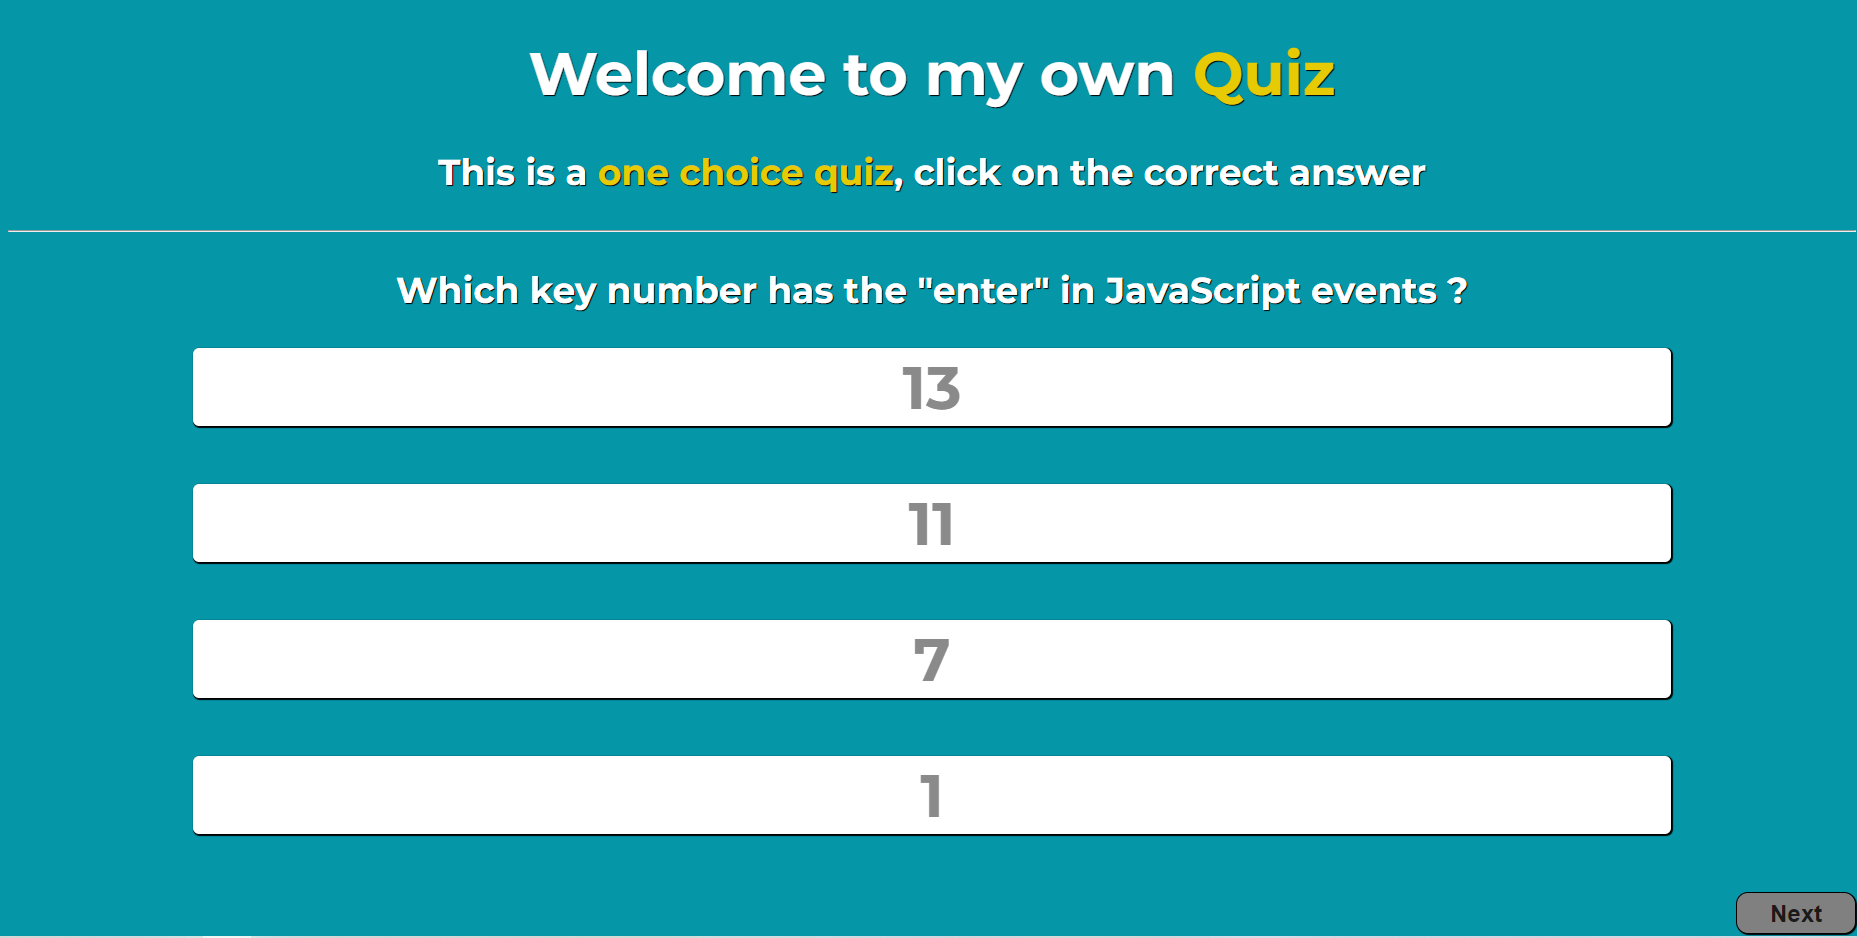 Welcome to my own Quiz
This is a one choice quiz, click on the correct answer
Which key number has the "enter" in JavaScript events ?
13
11
7
1
Next